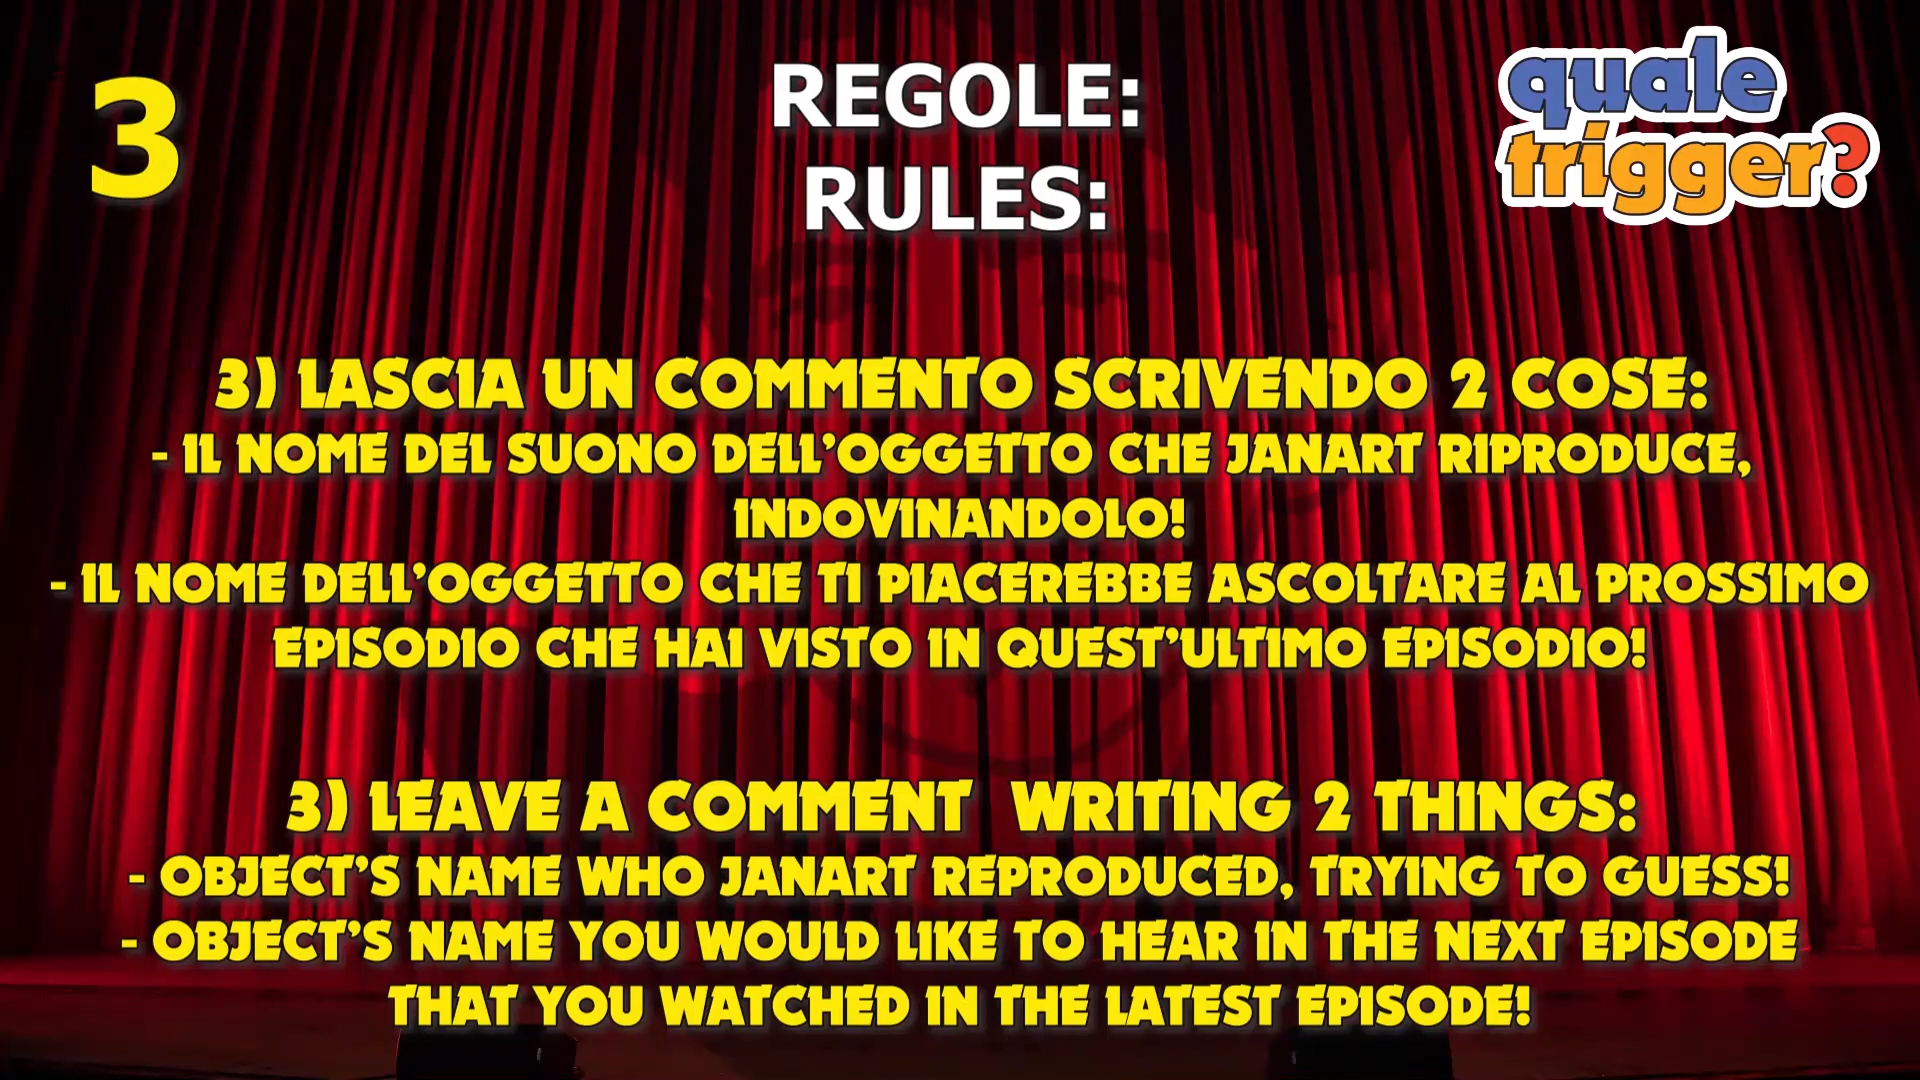 3
REGOLE:
RULES:
quale
trigger?
3) LASCIA UN COMMENTO SCRIVENDO 2 COSE:
- IL NOME DEL SUONO DELL'OGGETTO CHE JANART RIPRODUCE,
INDOVINANDOLO!
- IL NOME DELL'OGGETTO CHE TI PIACEREBBE ASCOLTARE AL PROSSIMO
EPISODIO CHE HAI VISTO IN QUEST'ULTIMO EPISODIO!
3) LEAVE A COMMENT  WRITING 2 THINGS:
- OBJECT'S NAME WHO JANART REPRODUCED, TRYING TO GUESS!
- OBJECT'S NAME YOU WOULD LIKE TO HEAR IN THE NEXT EPISODE
THAT YOU WATCHED IN THE LATEST EPISODE!